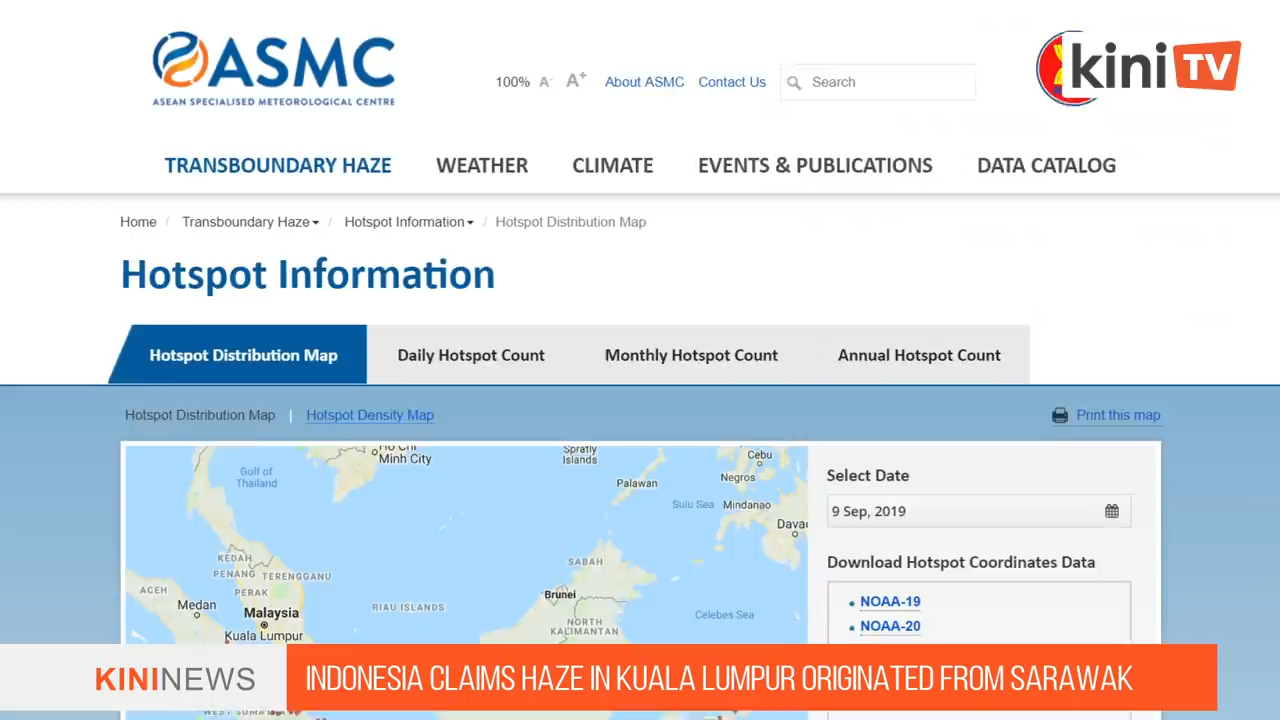 ASMC
ASEAN SPECIALISED METEOROLOGICAL CENTRE
100% A- A+ About ASMC Contact Us Search
kini TV
TRANSBOUNDARY HAZE WEATHER CLIMATE EVENTS & PUBLICATIONS DATA CATALOG
Home / Transboundary Haze / Hotspot Information / Hotspot Distribution Map
Hotspot Information
Hotspot Distribution Map Daily Hotspot Count Monthly Hotspot Count Annual Hotspot Count
Hotspot Distribution Map | Hotspot Density Map Print this map
Ho Chi
Minh City
Spratly
Islands
Cebu
Gulf of
Thailand
Palawan
Negros
Sulu Sea
Mindanao
Davao
KEDAH
PENANG
TERENGGANU
PERAK
SABAH
ACEH
Medan
Malaysia
Kuala Lumpur
RIAU ISLANDS
Brunei
NORTH
KALIMANTAN
Celebes Sea
Select Date
9 Sep, 2019
Download Hotspot Coordinates Data
NOAA-19
NOAA-20
KININEWS
INDONESIA CLAIMS HAZE IN KUALA LUMPUR ORIGINATED FROM SARAWAK